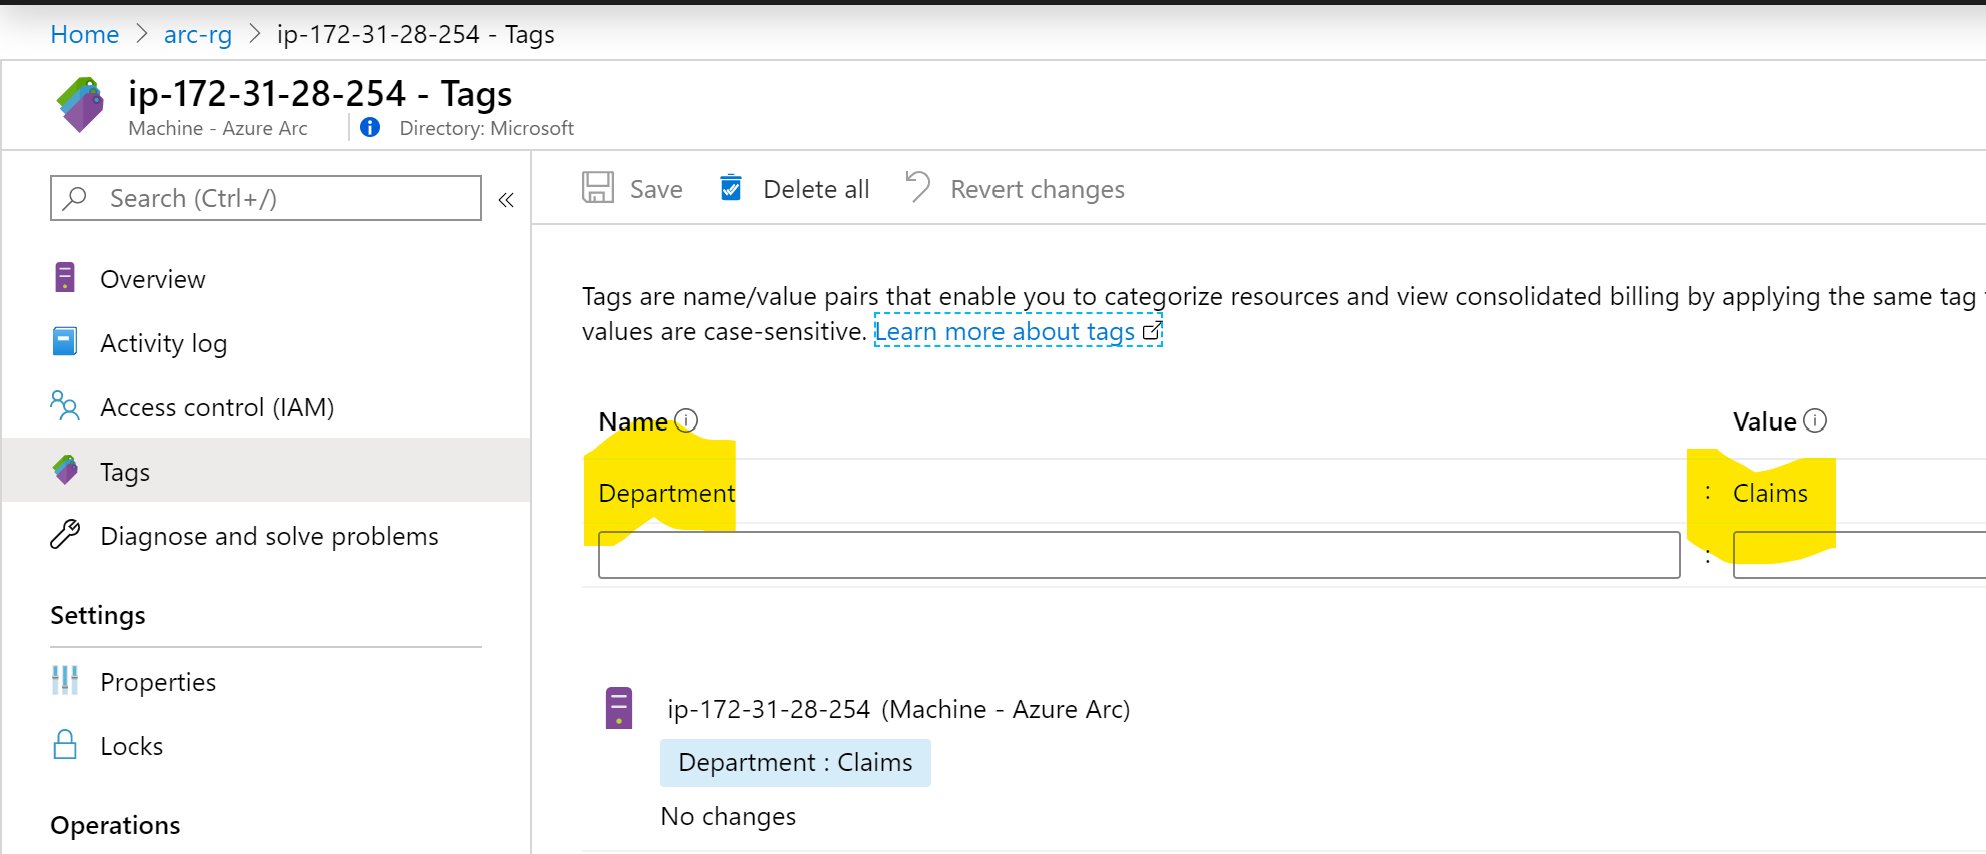 Home > arc-rg > ip-172-31-28-254 - Tags
ip-172-31-28-254 - Tags
Machine - Azure Arc
Directory: Microsoft
Search (Ctrl+/)
«
Save
Delete all
Revert changes
Overview
Activity log
Access control (IAM)
Tags
Diagnose and solve problems
Settings
Properties
Locks
Operations
Tags are name/value pairs that enable you to categorize resources and view consolidated billing by applying the same tag
values are case-sensitive. Learn more about tags
Name
Value
Department : Claims
:
ip-172-31-28-254 (Machine - Azure Arc)
Department : Claims
No changes